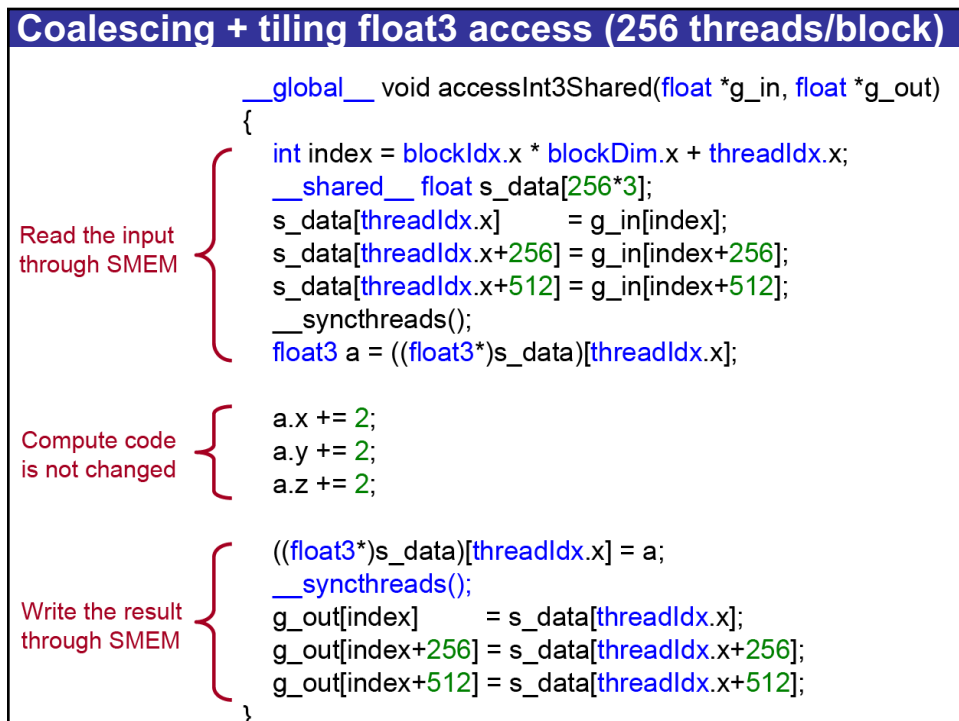 Coalescing + tiling float3 access (256 threads/block)
__global__ void accessInt3Shared(float *g_in, float *g_out)
{
int index = blockIdx.x * blockDim.x + threadIdx.x;
__shared__ float s_data[256*3];
s_data[threadIdx.x] = g_in[index];
s_data[threadIdx.x+256] = g_in[index+256];
s_data[threadIdx.x+512] = g_in[index+512];
__syncthreads();
float3 a = ((float3*)s_data)[threadIdx.x];
Read the input
through SMEM
a.x += 2;
a.y += 2;
a.z += 2;
Compute code
is not changed
((float3*)s_data)[threadIdx.x] = a;
__syncthreads();
g_out[index] = s_data[threadIdx.x];
g_out[index+256] = s_data[threadIdx.x+256];
g_out[index+512] = s_data[threadIdx.x+512];
Write the result
through SMEM
}